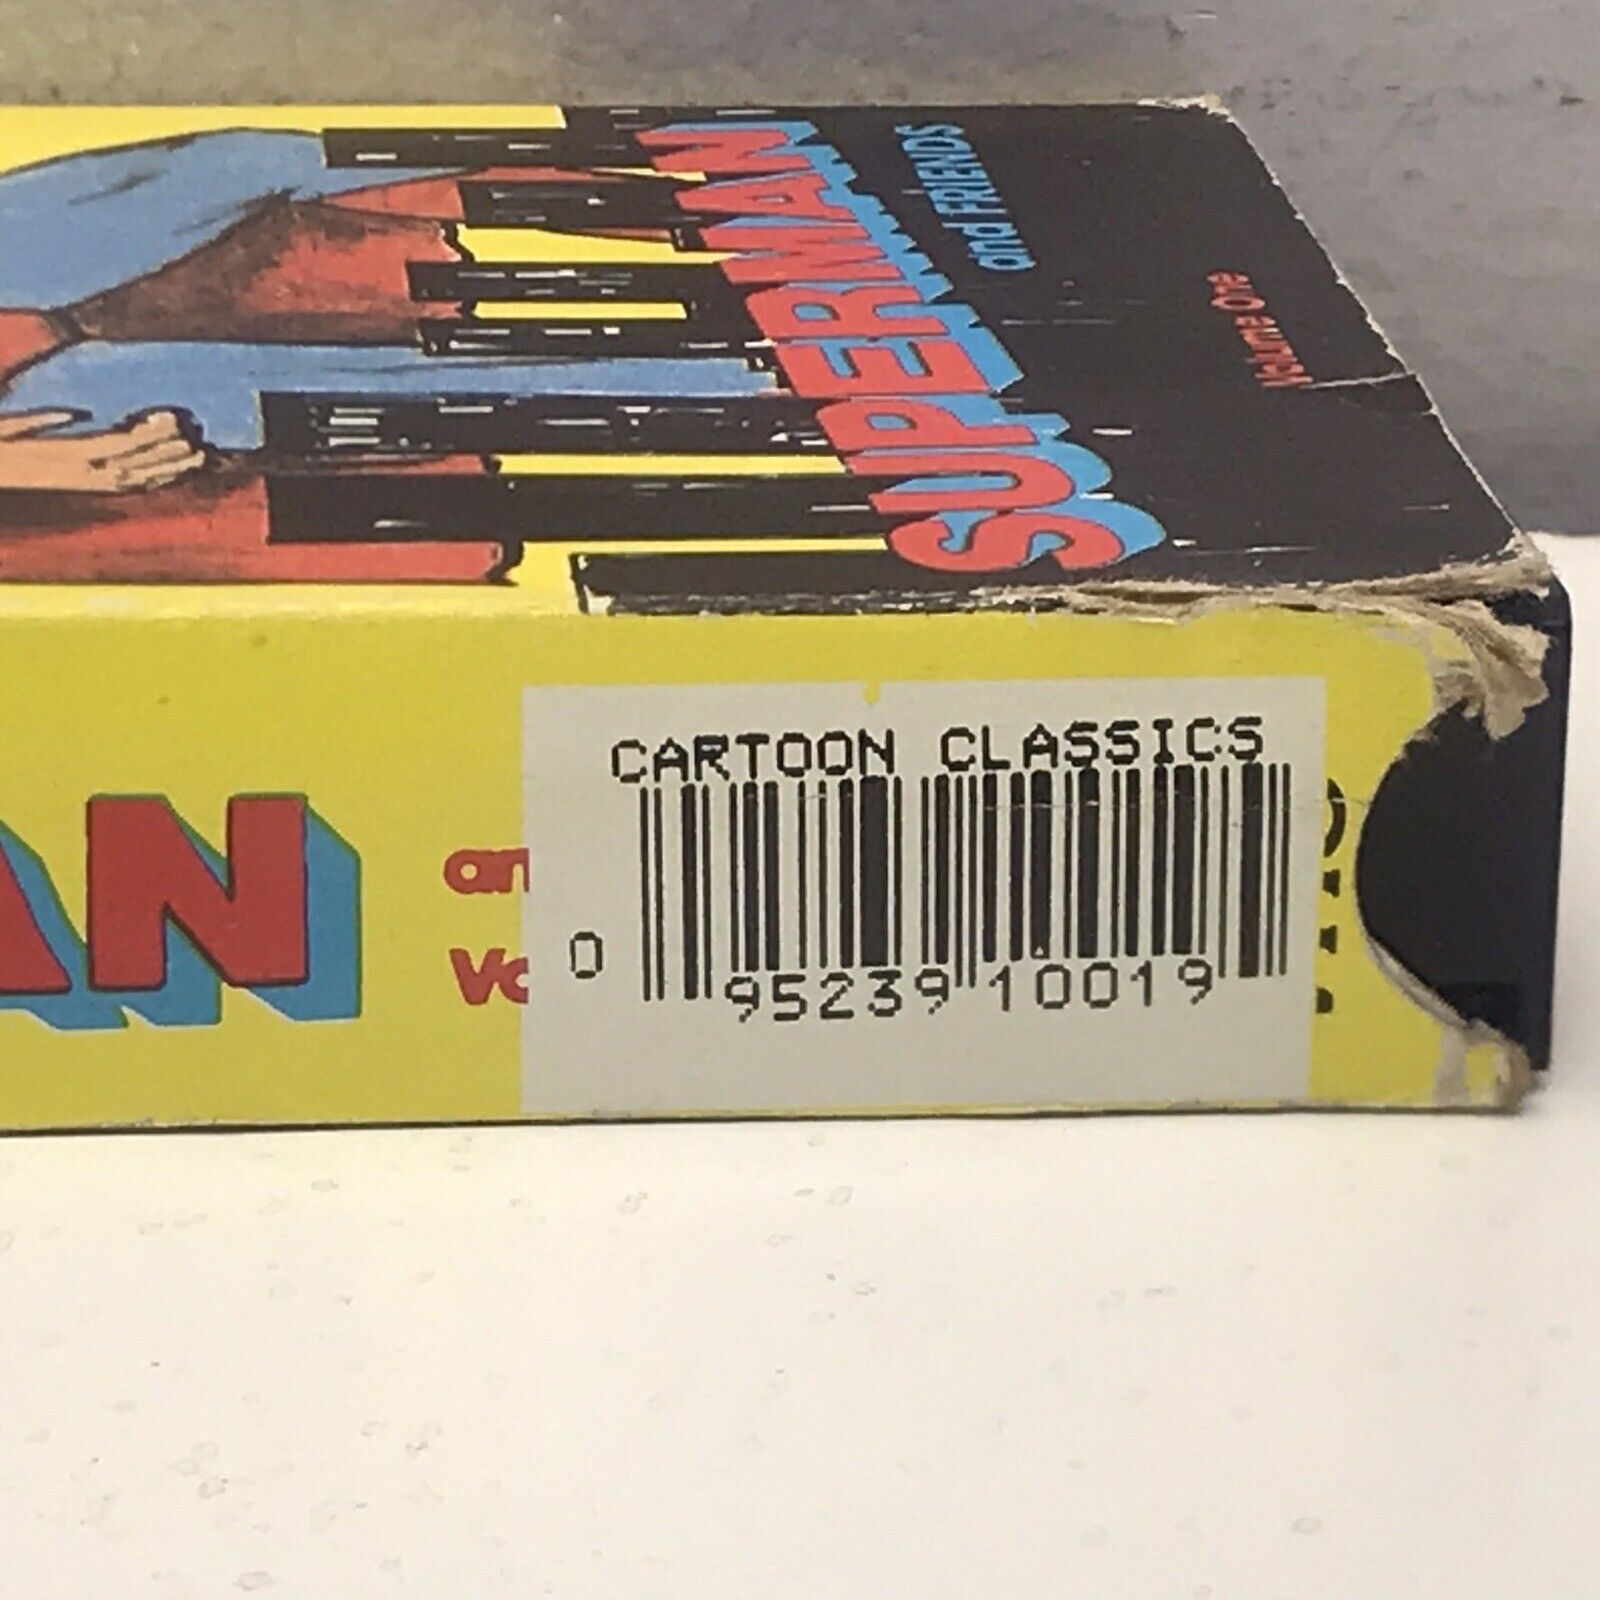 SUPERMAN
and FRIENDS
Volume One
CARTOON CLASSICS
0 95239 10019
AN
an
Vo